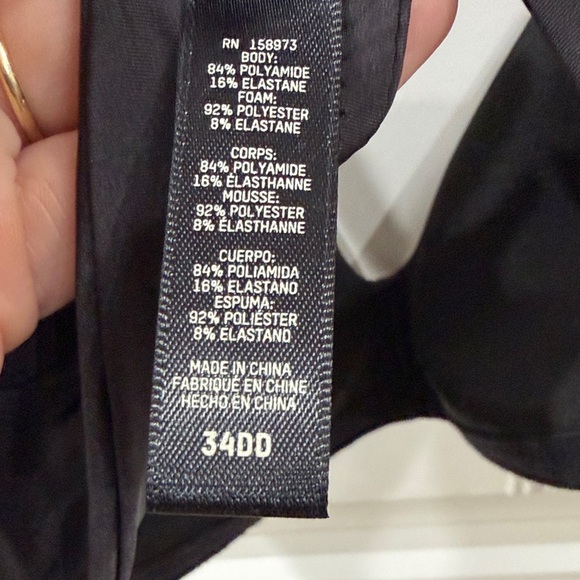 RN 158973
BODY:
84% POLYAMIDE
16% ELASTANE
FOAM:
92% POLYESTER
8% ELASTANE
CORPS:
84% POLYAMIDE
16% ÉLASTHANNE
MOUSSE:
92% POLYESTER
8% ÉLASTHANNE
CUERPO:
84% POLIAMIDA
16% ELASTANO
ESPUMA:
92% POLIÉSTER
8% ELASTANO
MADE IN CHINA
FABRIQUÉ EN CHINE
HECHO EN CHINA
34DD